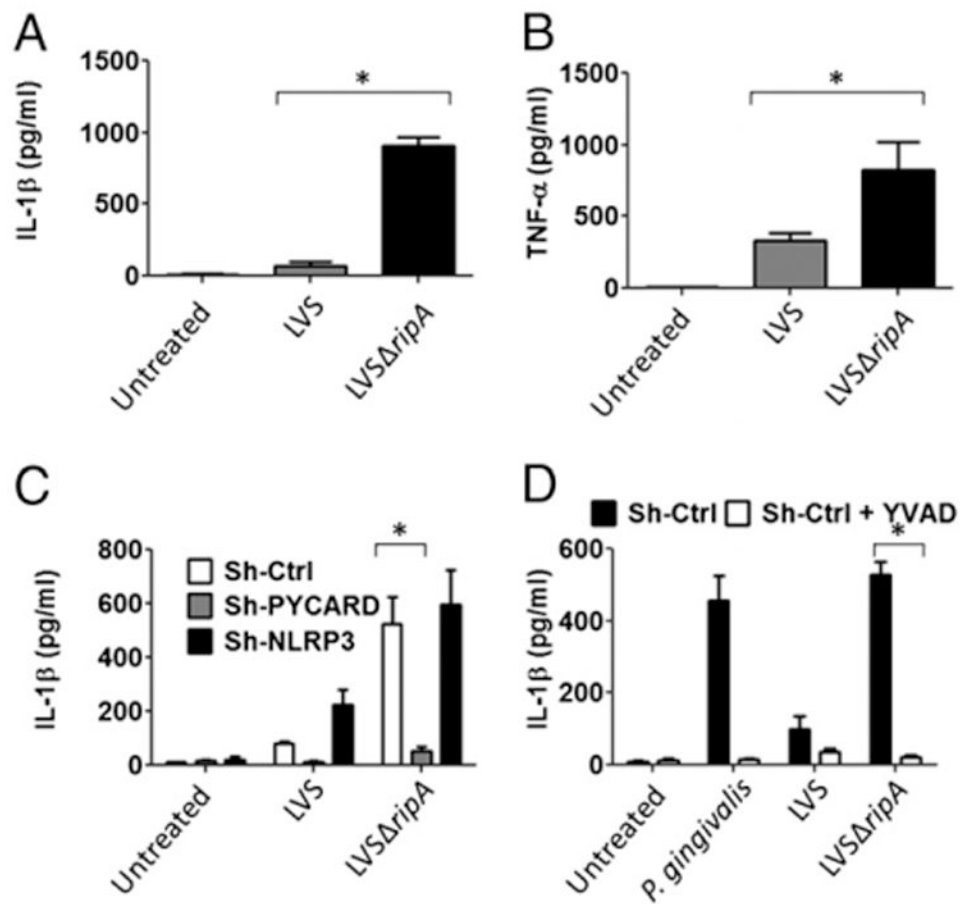 A
IL-1β (pg/ml)
1500
1000
500
0
*
Untreated
LVS
LVSΔripA
B
TNF-α (pg/ml)
1500
1000
500
0
*
Untreated
LVS
LVSΔripA
C
IL-1β (pg/ml)
800
600
400
200
0
Sh-Ctrl
Sh-PYCARD
Sh-NLRP3
*
Untreated
LVS
LVSΔripA
D
Sh-Ctrl
Sh-Ctrl + YVAD
IL-1β (pg/ml)
600
400
200
0
*
Untreated
P. gingivalis
LVS
LVSΔripA